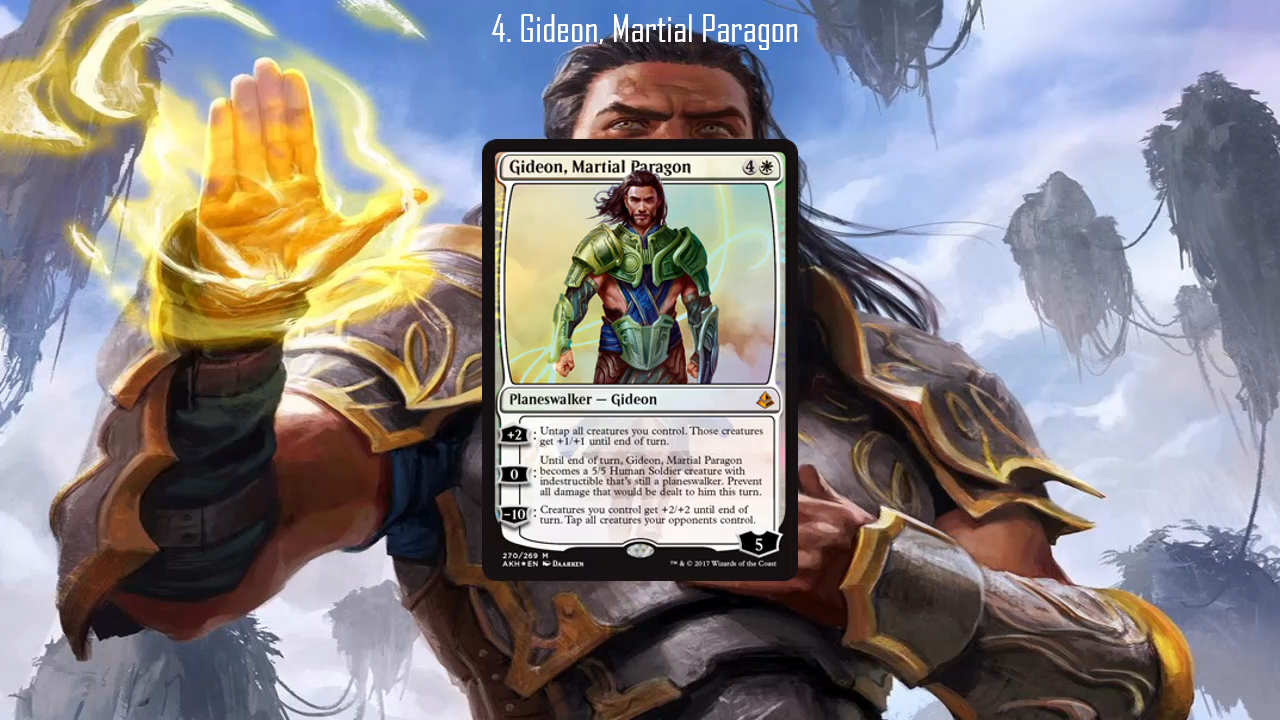 4. Gideon, Martial Paragon
Gideon, Martial Paragon 4
Planeswalker — Gideon
+2 : Untap all creatures you control. Those creatures
get +1/+1 until end of turn.
Until end of turn, Gideon, Martial Paragon
0 : becomes a 5/5 Human Soldier creature with
indestructible that's still a planeswalker. Prevent
all damage that would be dealt to him this turn.
-10 : Creatures you control get +2/+2 until end of
turn. Tap all creatures your opponents control.
5
270/269 M
AKH★EN Daarken ™ & © 2017 Wizards of the Coast